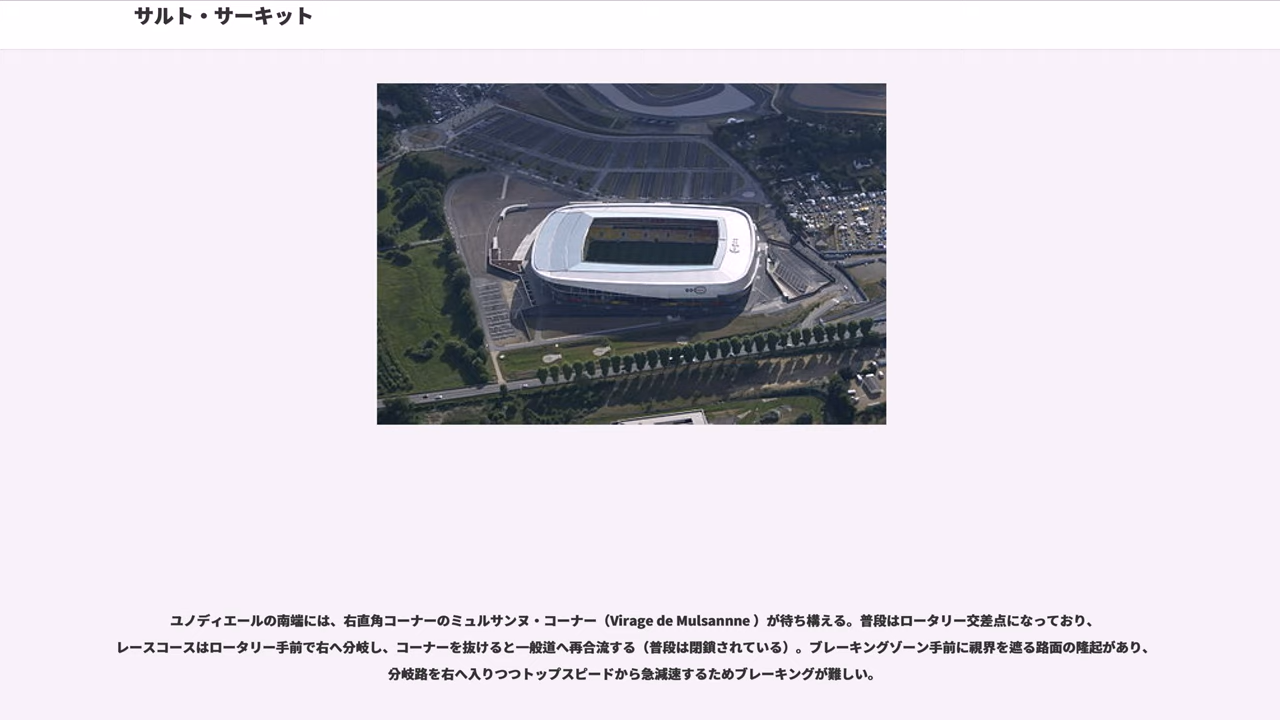 サルト・サーキット
ユノディエールの南端には、右直角コーナーのミュルサンヌ・コーナー（Virage de Mulsannne ）が待ち構える。普段はロータリー交差点になっており、
レースコースはロータリー手前で右へ分岐し、コーナーを抜けると一般道へ再合流する（普段は閉鎖されている）。ブレーキングゾーン手前に視界を遮る路面の隆起があり、
分岐路を右へ入りつつトップスピードから急減速するためブレーキングが難しい。